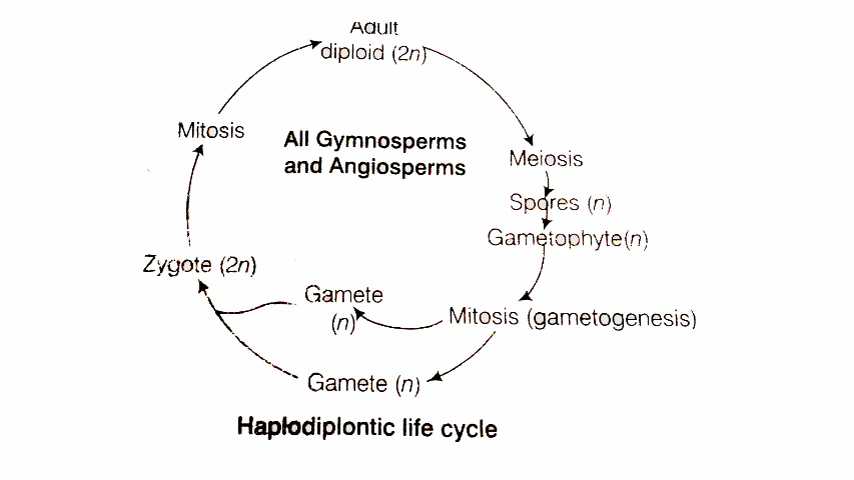 Adult
diploid (2n)
Mitosis
All Gymnosperms
and Angiosperms
Meiosis
Spores (n)
Gametophyte(n)
Zygote (2n)
Gamete
(n)
Mitosis (gametogenesis)
Gamete (n)
Haplodiplontic life cycle